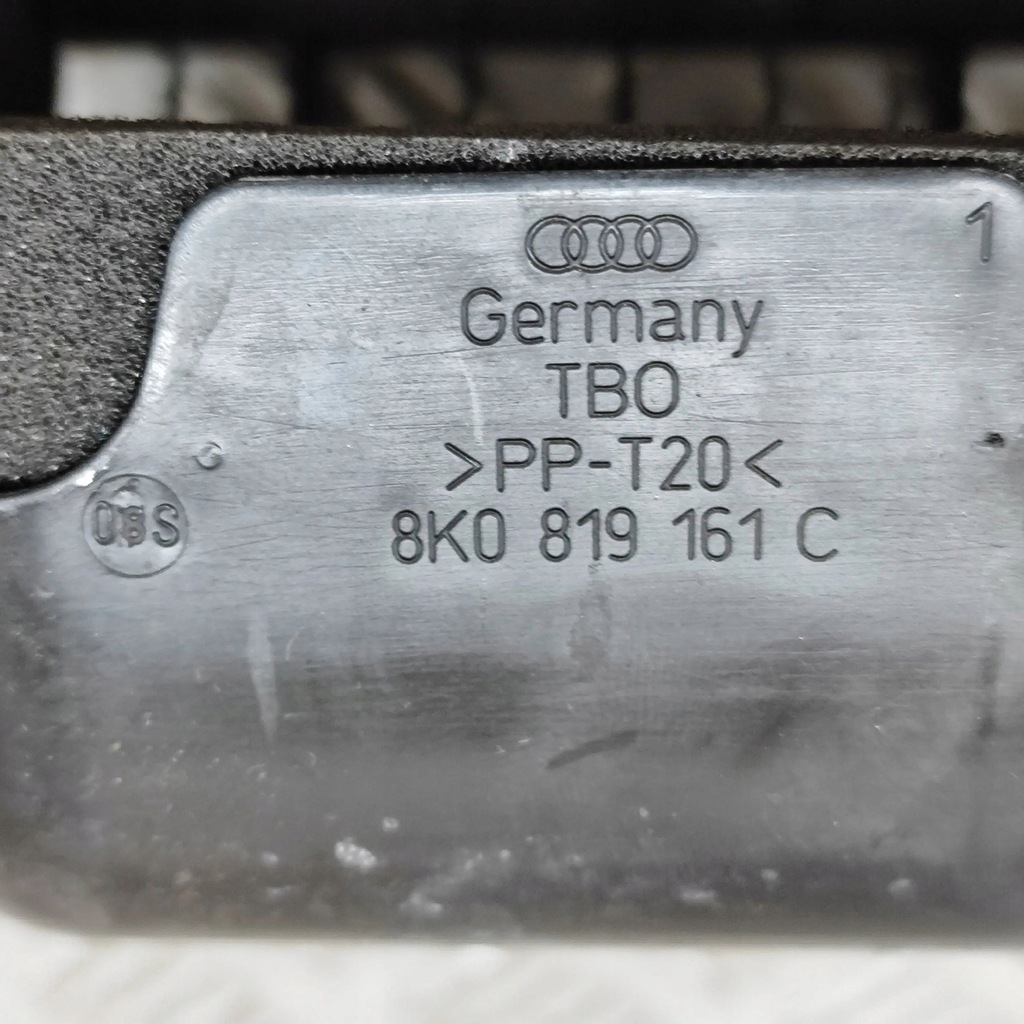 1
Germany
TBO
>PP-T20<
8K0 819 161 C